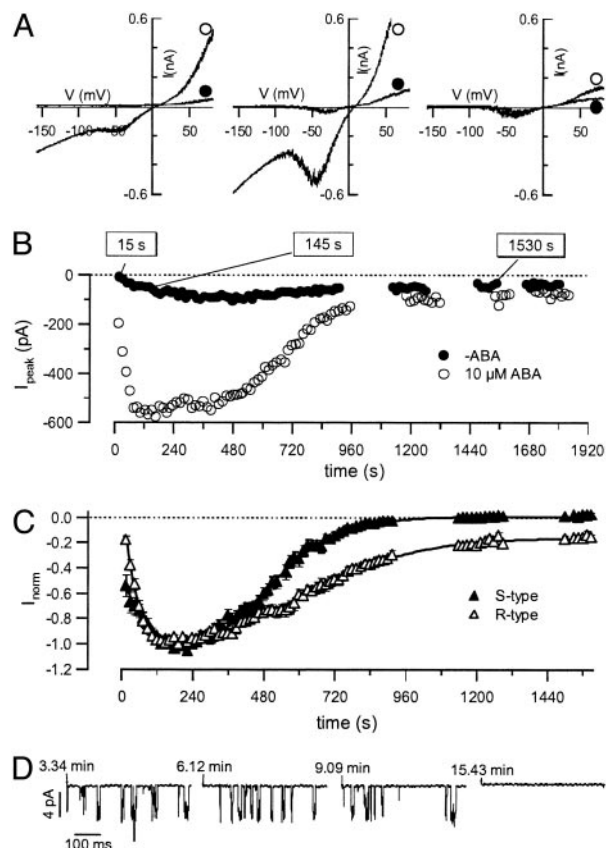 A
0.6
0.6
0.6
I(nA)
I(nA)
I(nA)
V (mV)
V (mV)
V (mV)
-150 -100 -50 50
-150 -100 -50 50
-150 -100 -50 50
-0.6
-0.6
-0.6
B
15 s
145 s
1530 s
0
-200
-400
-600
I peak (pA)
-ABA
10 µM ABA
0 240 480 720 960 1200 1440 1680 1920
time (s)
C
0.0
-0.2
-0.4
-0.6
-0.8
-1.0
-1.2
I norm
S-type
R-type
0 240 480 720 960 1200 1440
time (s)
D
3.34 min 6.12 min 9.09 min 15.43 min
4 pA
100 ms